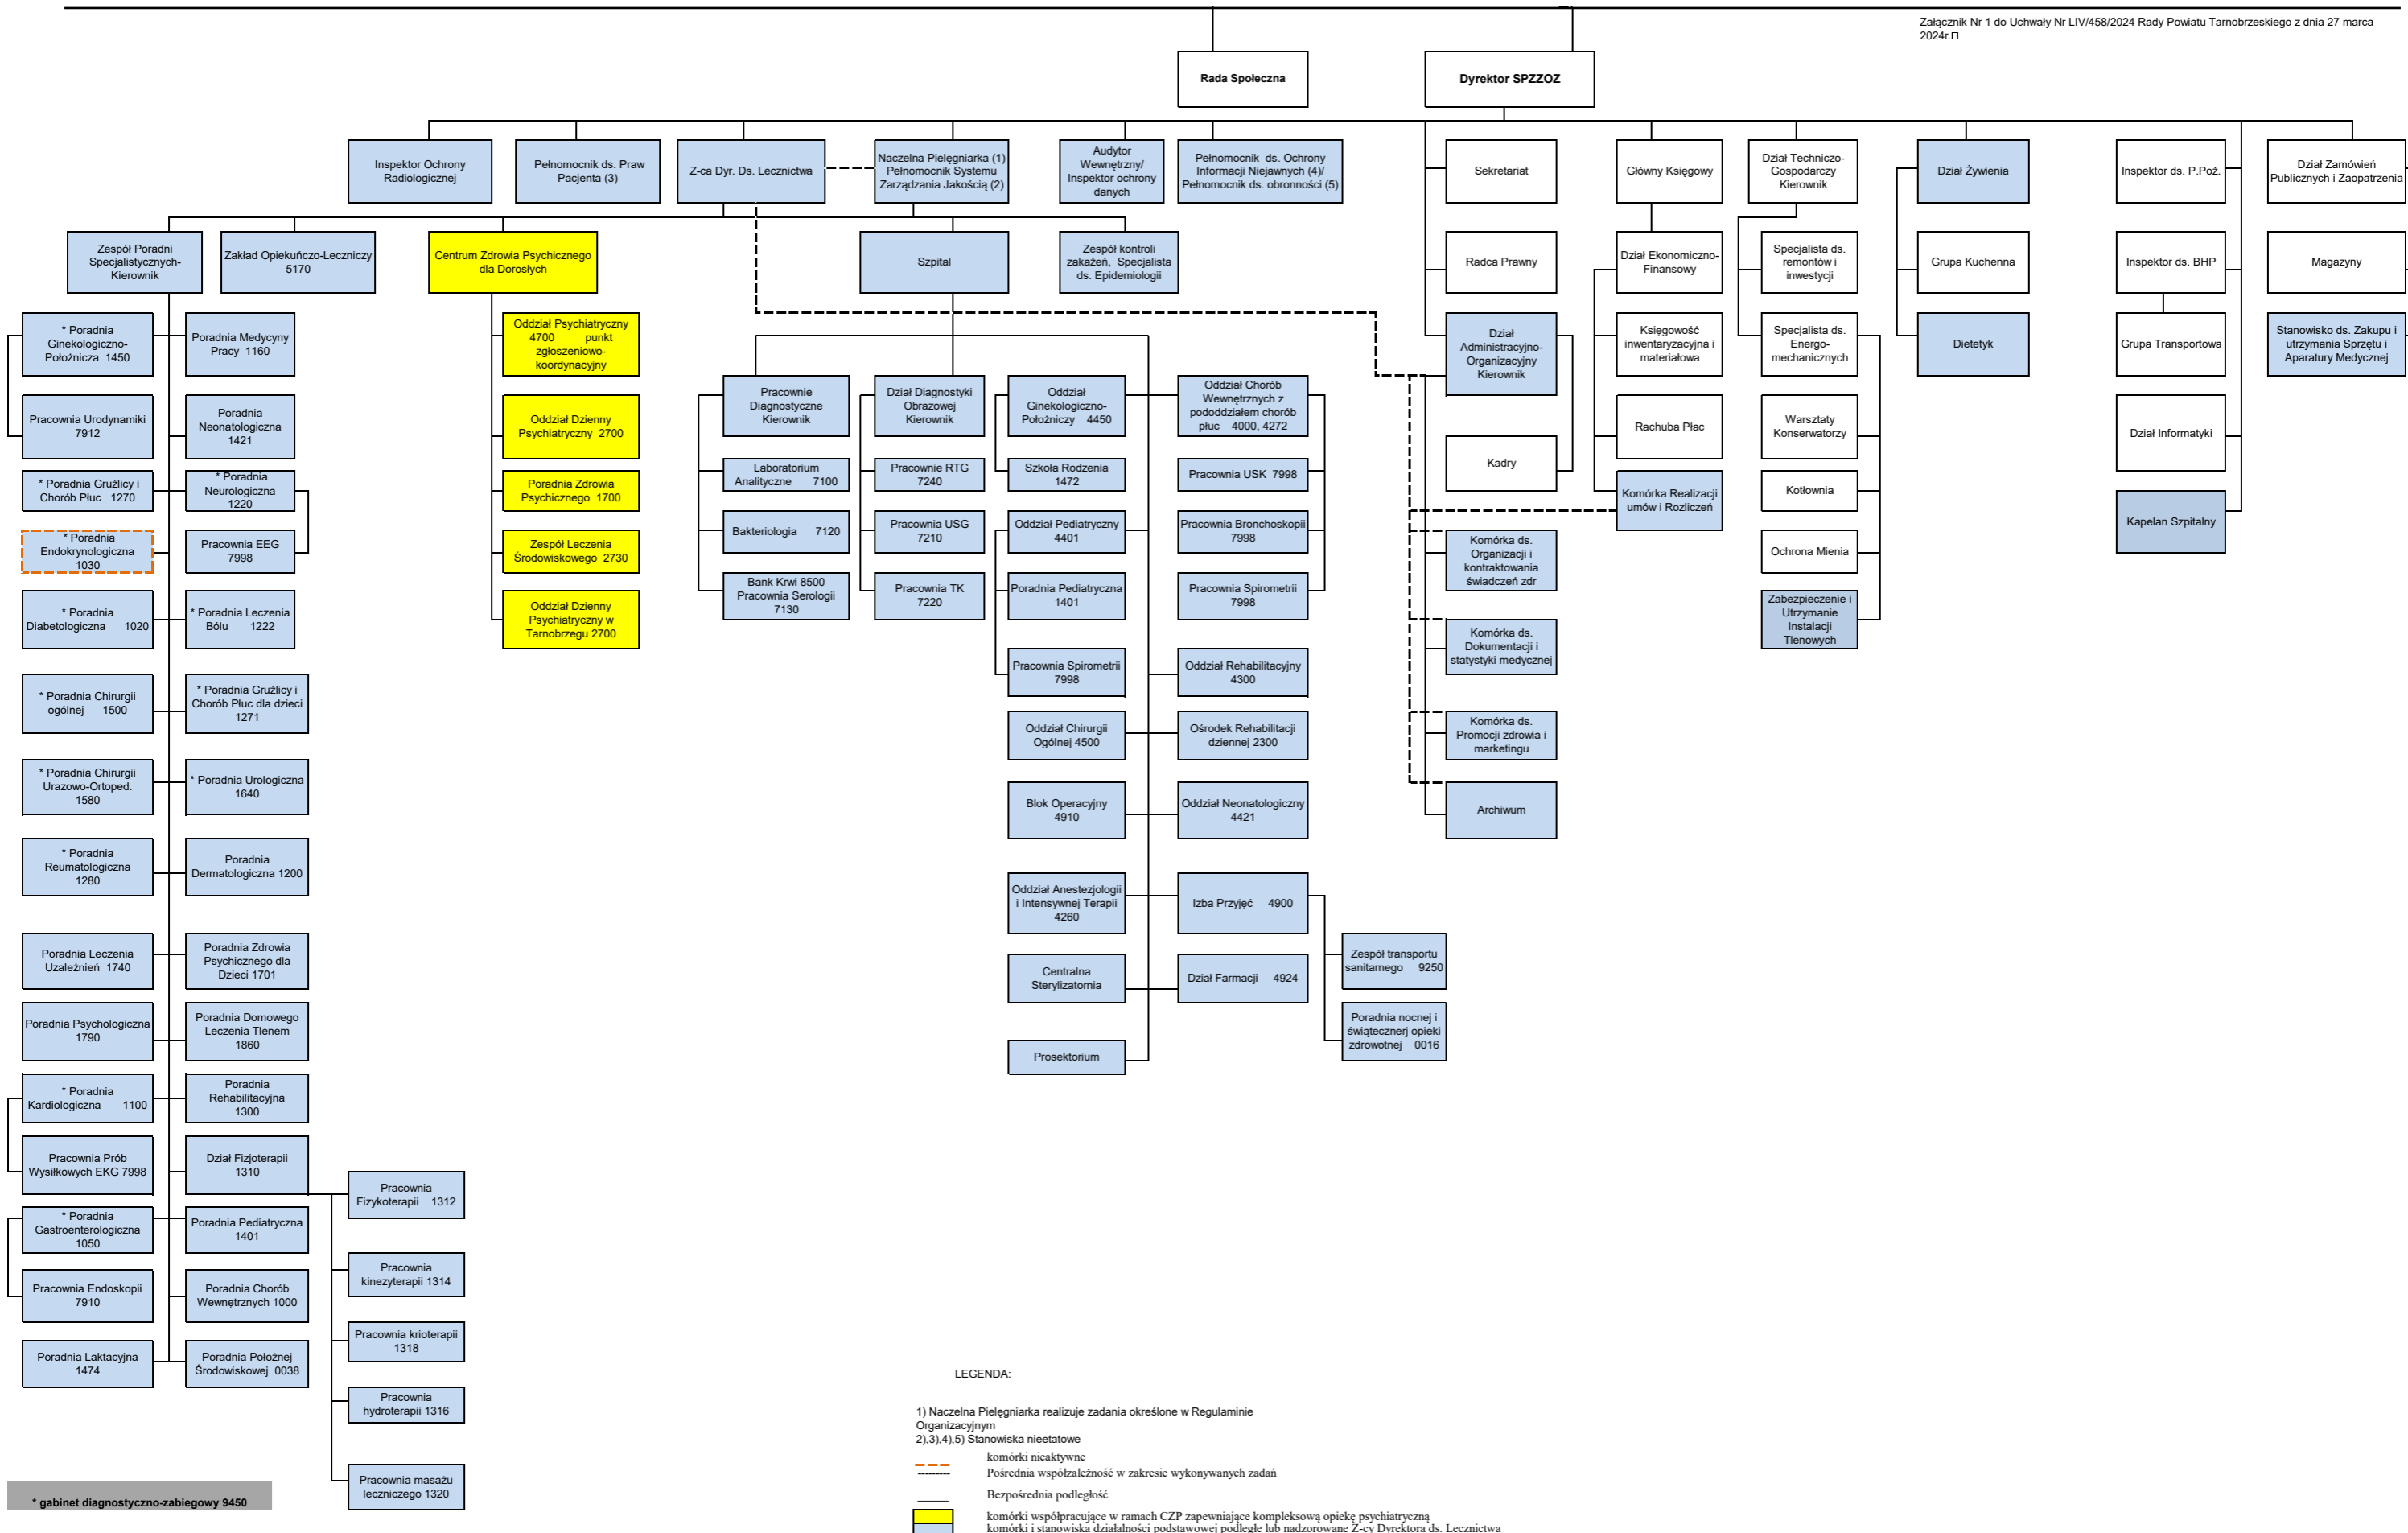 Załącznik Nr 1 do Uchwały Nr LIV/458/2024 Rady Powiatu Tarnobrzeskiego z dnia 27 marca
2024r.
Rada Społeczna
Dyrektor SPZZOZ
Inspektor Ochrony
Radiologicznej
Pełnomocnik ds. Praw
Pacjenta (3)
Z-ca Dyr. Ds. Lecznictwa
Naczelna Pielęgniarka (1)
Pełnomocnik Systemu
Zarządzania Jakością (2)
Audytor
Wewnętrzny/
Inspektor ochrony
danych
Pełnomocnik ds. Ochrony
Informacji Niejawnych (4)/
Pełnomocnik ds. obronności (5)
Sekretariat
Główny Księgowy
Dział Techniczo-
Gospodarczy
Kierownik
Dział Żywienia
Inspektor ds. P.Poż.
Dział Zamówień
Publicznych i Zaopatrzenia
Zespół Poradni
Specjalistycznych-
Kierownik
Zakład Opiekuńczo-Leczniczy
5170
Centrum Zdrowia Psychicznego
dla Dorosłych
Szpital
Zespół kontroli
zakażeń, Specjalista
ds. Epidemiologii
Radca Prawny
Dział Ekonomiczno-
Finansowy
Specjalista ds.
remontów i
inwestycji
Grupa Kuchenna
Inspektor ds. BHP
Magazyny
* Poradnia
Ginekologiczno-
Położnicza 1450
Poradnia Medycyny
Pracy 1160
Oddział Psychiatryczny
4700 punkt
zgłoszeniowo-
koordynacyjny
Dział
Administracyjno-
Organizacyjny
Kierownik
Księgowość
inwentaryzacyjna i
materiałowa
Specjalista ds.
Energo-
mechanicznych
Dietetyk
Grupa Transportowa
Stanowisko ds. Zakupu i
utrzymania Sprzętu i
Aparatury Medycznej
Pracownia Urodynamiki
7912
Poradnia
Neonatologiczna
1421
Oddział Dzienny
Psychiatryczny 2700
Pracownie
Diagnostyczne
Kierownik
Dział Diagnostyki
Obrazowej
Kierownik
Oddział
Ginekologiczno-
Położniczy 4450
Oddział Chorób
Wewnętrznych z
pododdziałem chorób
płuc 4000, 4272
Kadry
Rachuba Płac
Warsztaty
Konserwatorzy
Dział Informatyki
* Poradnia Gruźlicy i
Chorób Płuc 1270
* Poradnia
Neurologiczna
1220
Poradnia Zdrowia
Psychicznego 1700
Laboratorium
Analityczne 7100
Pracownie RTG
7240
Szkoła Rodzenia
1472
Pracownia USK 7998
Komórka Realizacji
umów i Rozliczeń
Kotłownia
Kapelan Szpitalny
* Poradnia
Endokrynologiczna
1030
Pracownia EEG
7998
Zespół Leczenia
Środowiskowego 2730
Bakteriologia 7120
Pracownia USG
7210
Oddział Pediatryczny
4401
Pracownia Bronchoskopii
7998
Komórka ds.
Organizacji i
kontraktowania
świadczeń zdr
Ochrona Mienia
* Poradnia
Diabetologiczna 1020
* Poradnia Leczenia
Bólu 1222
Oddział Dzienny
Psychiatryczny w
Tarnobrzegu 2700
Bank Krwi 8500
Pracownia Serologii
7130
Pracownia TK
7220
Poradnia Pediatryczna
1401
Pracownia Spirometrii
7998
Zabezpieczenie i
Utrzymanie
Instalacji
Tlenowych
Komórka ds.
Dokumentacji i
statystyki medycznej
* Poradnia Chirurgii
ogólnej 1500
* Poradnia Gruźlicy i
Chorób Płuc dla dzieci
1271
Pracownia Spirometrii
7998
Oddział Rehabilitacyjny
4300
Oddział Chirurgii
Ogólnej 4500
Ośrodek Rehabilitacji
dziennej 2300
Komórka ds.
Promocji zdrowia i
marketingu
* Poradnia Chirurgii
Urazowo-Ortoped.
1580
* Poradnia Urologiczna
1640
Blok Operacyjny
4910
Oddział Neonatologiczny
4421
Archiwum
* Poradnia
Reumatologiczna
1280
Poradnia
Dermatologiczna 1200
Oddział Anestezjologii
i Intensywnej Terapii
4260
Izba Przyjęć 4900
Poradnia Leczenia
Uzależnień 1740
Poradnia Zdrowia
Psychicznego dla
Dzieci 1701
Centralna
Sterylizatornia
Dział Farmacji 4924
Zespół transportu
sanitarnego 9250
Poradnia Psychologiczna
1790
Poradnia Domowego
Leczenia Tlenem
1860
Prosektorium
Poradnia nocnej i
świątecznerj opieki
zdrowotnej 0016
* Poradnia
Kardiologiczna 1100
Poradnia
Rehabilitacyjna
1300
Pracownia Prób
Wysiłkowych EKG 7998
Dział Fizjoterapii
1310
Pracownia
Fizykoterapii 1312
* Poradnia
Gastroenterologiczna
1050
Poradnia Pediatryczna
1401
Pracownia
kinezyterapii 1314
Pracownia Endoskopii
7910
Poradnia Chorób
Wewnętrznych 1000
Pracownia krioterapii
1318
Poradnia Laktacyjna
1474
Poradnia Położnej
Środowiskowej 0038
Pracownia
hydroterapii 1316
Pracownia masażu
leczniczego 1320
* gabinet diagnostyczno-zabiegowy 9450
LEGENDA:
1) Naczelna Pielęgniarka realizuje zadania określone w Regulaminie
Organizacyjnym
2),3),4),5) Stanowiska nieetatowe
komórki nieaktywne
Pośrednia współzależność w zakresie wykonywanych zadań
Bezpośrednia podległość
komórki współpracujące w ramach CZP zapewniające kompleksową opiekę psychiatryczną
komórki i stanowiska działalności podstawowej podległe lub nadzorowane Z-cy Dyrektora ds. Lecznictwa